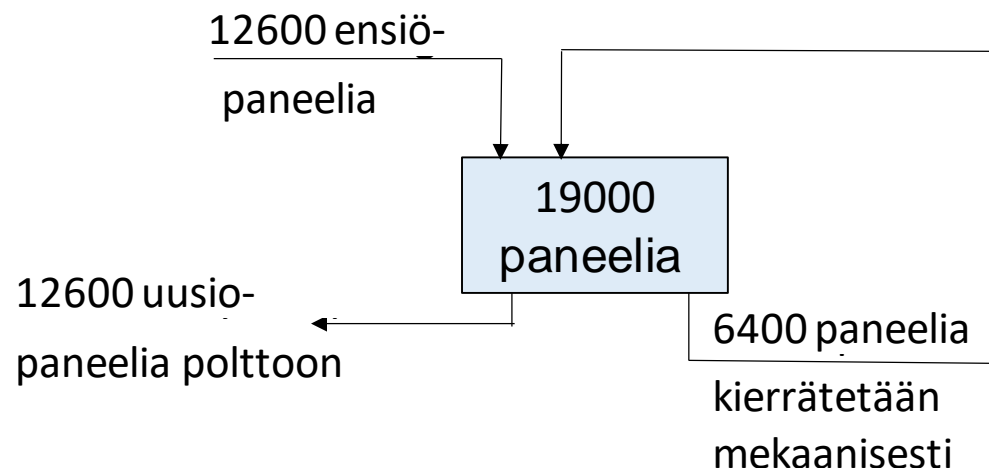 12600 ensiö-
paneelia
19000
paneelia
12600 uusio-
paneelia polttoon
6400 paneelia
kierrätetään
mekaanisesti